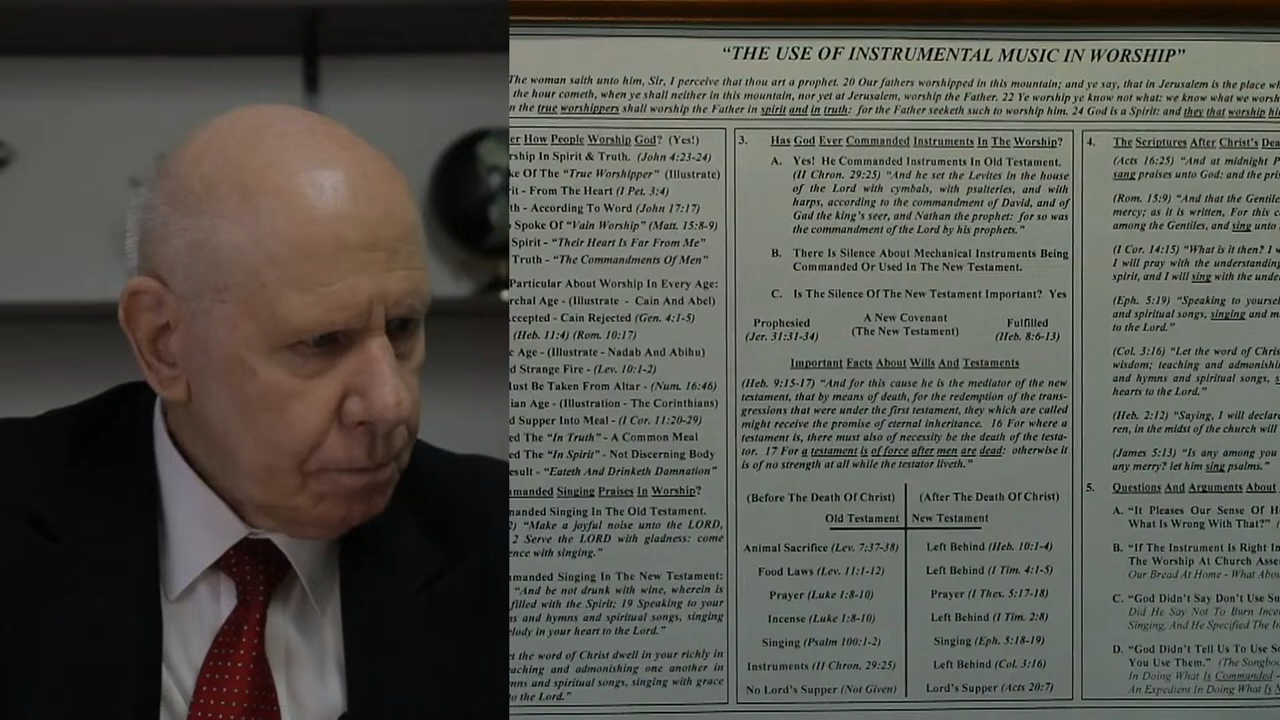 “THE USE OF INSTRUMENTAL MUSIC IN WORSHIP”
The woman saith unto him, Sir, I perceive that thou art a prophet. 20 Our fathers worshipped in this mountain; and ye say, that in Jerusalem is the place wh
the hour cometh, when ye shall neither in this mountain, nor yet at Jerusalem, worship the Father. 22 Ye worship ye know not what: we know what we worsh
n the true worshippers shall worship the Father in spirit and in truth: for the Father seeketh such to worship him. 24 God is a Spirit: and they that worship hi
er How People Worship God? (Yes!)
rship In Spirit & Truth. (John 4:23-24)
ke Of The “True Worshipper” (Illustrate)
it - From The Heart (I Pet. 3:4)
th - According To Word (John 17:17)
Spoke Of “Vain Worship” (Matt. 15:8-9)
Spirit - “Their Heart Is Far From Me”
Truth - “The Commandments Of Men”
Particular About Worship In Every Age:
rchal Age - (Illustrate - Cain And Abel)
ccepted - Cain Rejected (Gen. 4:1-5)
(Heb. 11:4) (Rom. 10:17)
c Age - (Illustrate - Nadab And Abihu)
d Strange Fire - (Lev. 10:1-2)
ust Be Taken From Altar - (Num. 16:46)
ian Age - (Illustration - The Corinthians)
d Supper Into Meal - (I Cor. 11:20-29)
ed The “In Truth” - A Common Meal
ed The “In Spirit” - Not Discerning Body
esult - “Eateth And Drinketh Damnation”
manded Singing Praises In Worship?
manded Singing In The Old Testament.
2) “Make a joyful noise unto the LORD,
2 Serve the LORD with gladness: come
ence with singing.”
mmanded Singing In The New Testament:
“And be not drunk with wine, wherein is
filled with the Spirit; 19 Speaking to your
ns and hymns and spiritual songs, singing
elody in your heart to the Lord.”
et the word of Christ dwell in your richly in
eaching and admonishing one another in
mns and spiritual songs, singing with grace
to the Lord.”
3. Has God Ever Commanded Instruments In The Worship?
A. Yes! He Commanded Instruments In Old Testament.
(II Chron. 29:25) “And he set the Levites in the house
of the Lord with cymbals, with psalteries, and with
harps, according to the commandment of David, and of
Gad the king's seer, and Nathan the prophet: for so was
the commandment of the Lord by his prophets.”
B. There Is Silence About Mechanical Instruments Being
Commanded Or Used In The New Testament.
C. Is The Silence Of The New Testament Important? Yes
Prophesied A New Covenant Fulfilled
(Jer. 31:31-34) (The New Testament) (Heb. 8:6-13)
Important Facts About Wills And Testaments
(Heb. 9:15-17) “And for this cause he is the mediator of the new
testament, that by means of death, for the redemption of the trans-
gressions that were under the first testament, they which are called
might receive the promise of eternal inheritance. 16 For where a
testament is, there must also of necessity be the death of the testa-
tor. 17 For a testament is of force after men are dead: otherwise it
is of no strength at all while the testator liveth.”
(Before The Death Of Christ) (After The Death Of Christ)
Old Testament New Testament
Animal Sacrifice (Lev. 7:37-38) Left Behind (Heb. 10:1-4)
Food Laws (Lev. 11:1-12) Left Behind (I Tim. 4:1-5)
Prayer (Luke 1:8-10) Prayer (I Thes. 5:17-18)
Incense (Luke 1:8-10) Left Behind (I Tim. 2:8)
Singing (Psalm 100:1-2) Singing (Eph. 5:18-19)
Instruments (II Chron. 29:25) Left Behind (Col. 3:16)
No Lord's Supper (Not Given) Lord's Supper (Acts 20:7)
4. The Scriptures After Christ's Dea
(Acts 16:25) “And at midnight P
sang praises unto God: and the pris
(Rom. 15:9) “And that the Gentile
mercy; as it is written, For this c
among the Gentiles, and sing unto
(I Cor. 14:15) “What is it then? I w
I will pray with the understanding
spirit, and I will sing with the unde
(Eph. 5:19) “Speaking to yourse
and spiritual songs, singing and m
to the Lord.”
(Col. 3:16) “Let the word of Chris
wisdom; teaching and admonishi
and hymns and spiritual songs, s
hearts to the Lord.”
(Heb. 2:12) “Saying, I will declar
ren, in the midst of the church will
(James 5:13) “Is any among you
any merry? let him sing psalms.”
5. Questions And Arguments About
A. “It Pleases Our Sense Of H
What Is Wrong With That?”
B. “If The Instrument Is Right In
The Worship At Church Asse
Our Bread At Home - What Abou
C. “God Didn't Say Don't Use Su
Did He Say Not To Burn Ince
Singing, And He Specified The In
D. “God Didn't Tell Us To Use So
You Use Them.” (The Songbo
In Doing What Is Commanded -
An Expedient In Doing What Is N